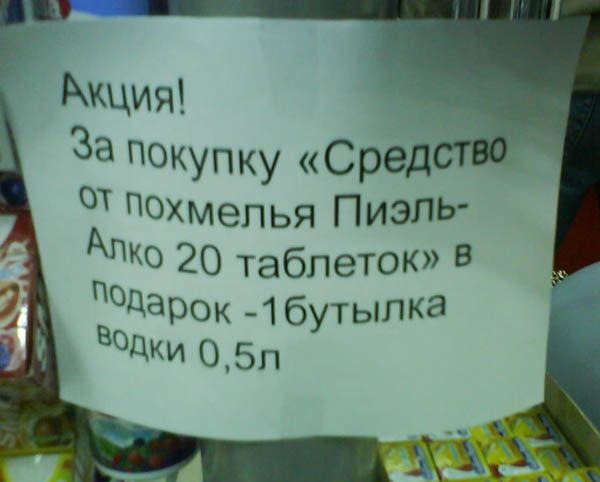 Акция!
За покупку «Средство
от похмелья Пиэль-
Алко 20 таблеток» в
подарок -1бутылка
водки 0,5л